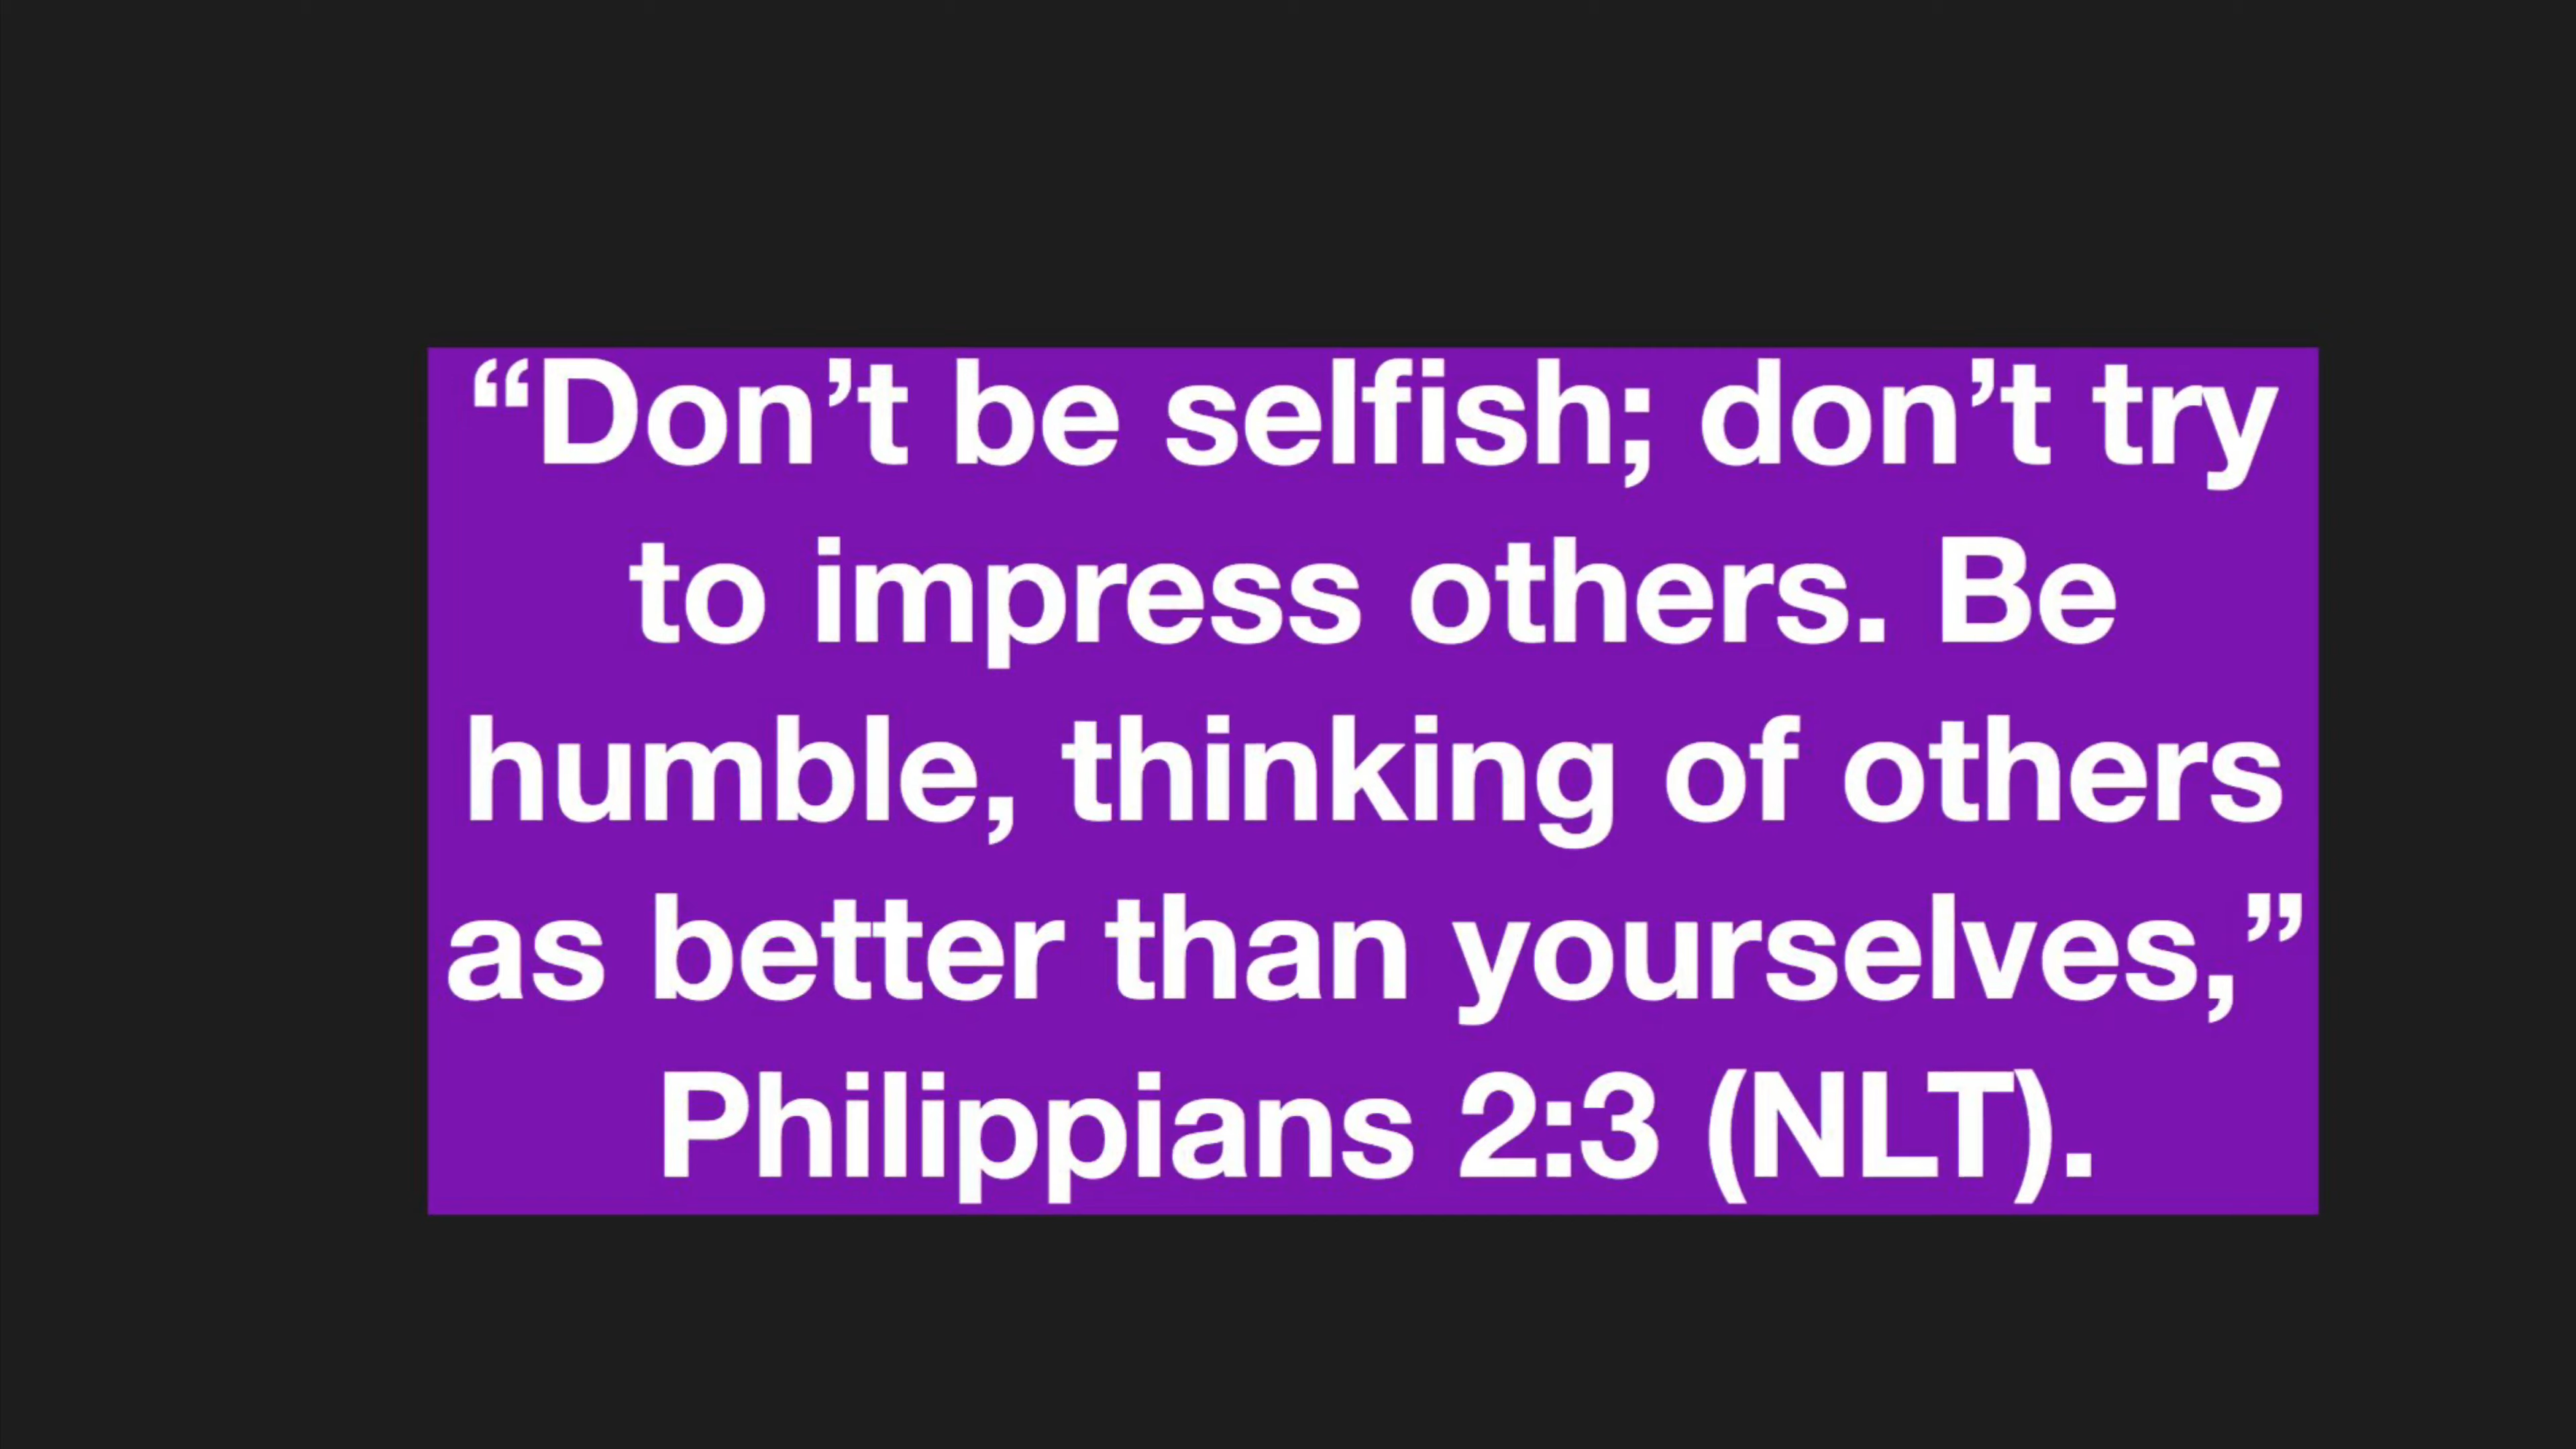 “Don’t be selfish; don’t try
to impress others. Be
humble, thinking of others
as better than yourselves,”
Philippians 2:3 (NLT).